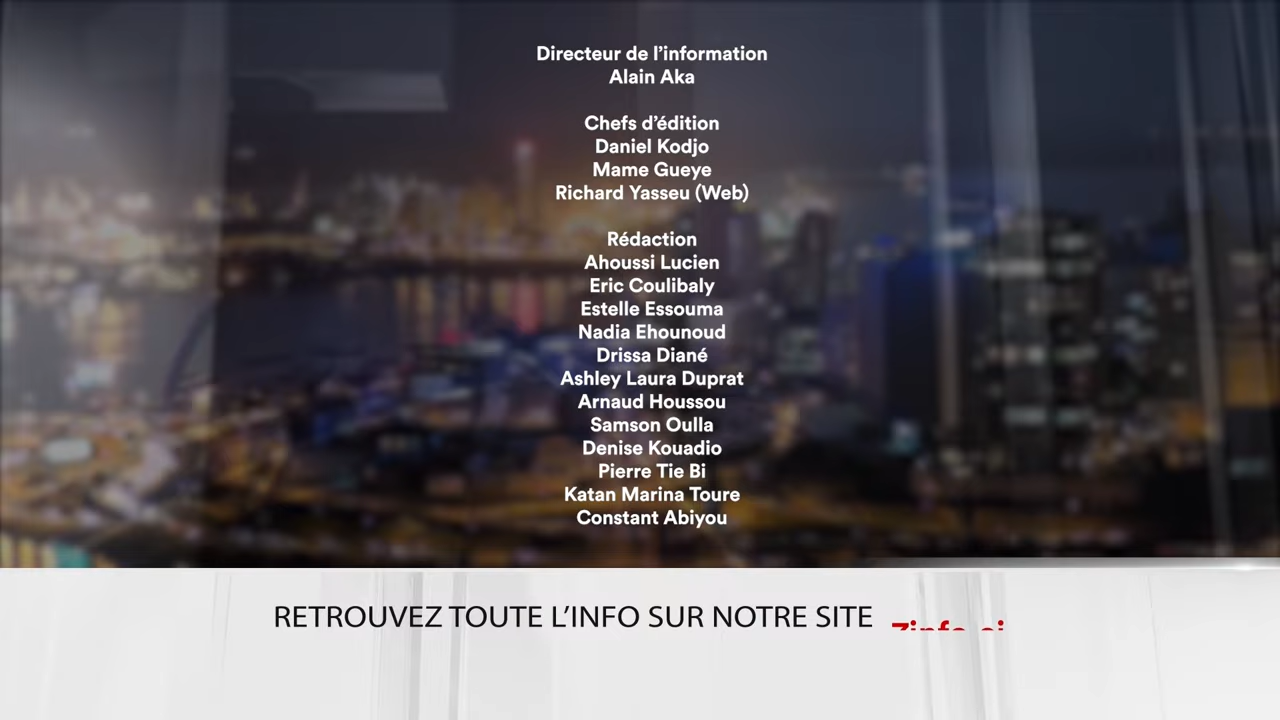 Directeur de l’information
Alain Aka
Chefs d’édition
Daniel Kodjo
Mame Gueye
Richard Yasseu (Web)
Rédaction
Ahoussi Lucien
Eric Coulibaly
Estelle Essouma
Nadia Ehounoud
Drissa Diané
Ashley Laura Duprat
Arnaud Houssou
Samson Oulla
Denise Kouadio
Pierre Tie Bi
Katan Marina Toure
Constant Abiyou
RETROUVEZ TOUTE L’INFO SUR NOTRE SITE